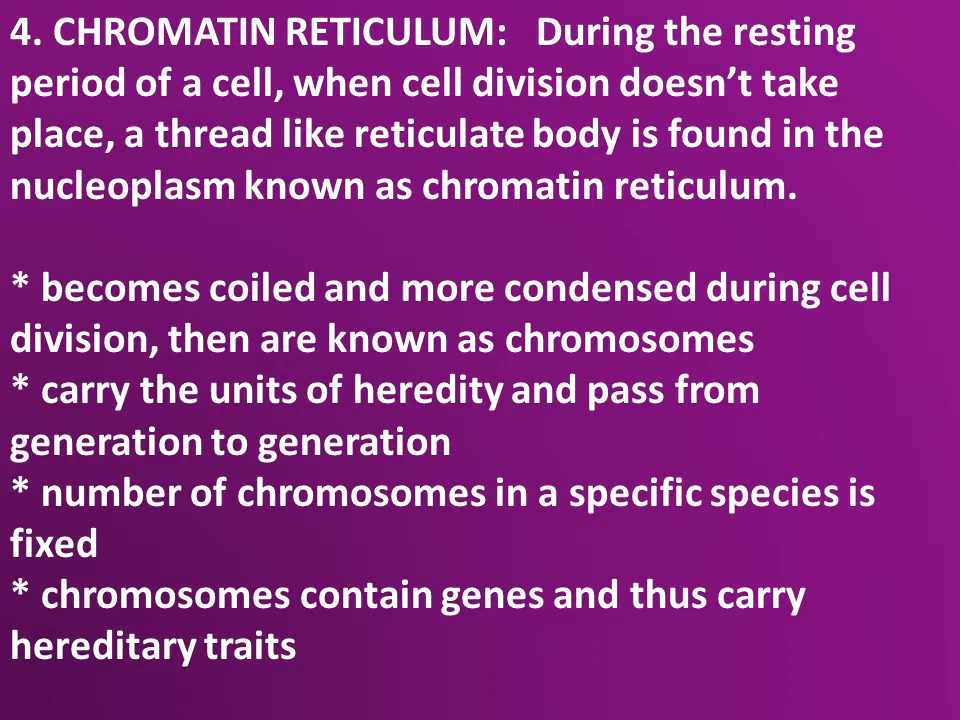 4. CHROMATIN RETICULUM:   During the resting
period of a cell, when cell division doesn’t take
place, a thread like reticulate body is found in the
nucleoplasm known as chromatin reticulum.

* becomes coiled and more condensed during cell
division, then are known as chromosomes
* carry the units of heredity and pass from
generation to generation
* number of chromosomes in a specific species is
fixed
* chromosomes contain genes and thus carry
hereditary traits